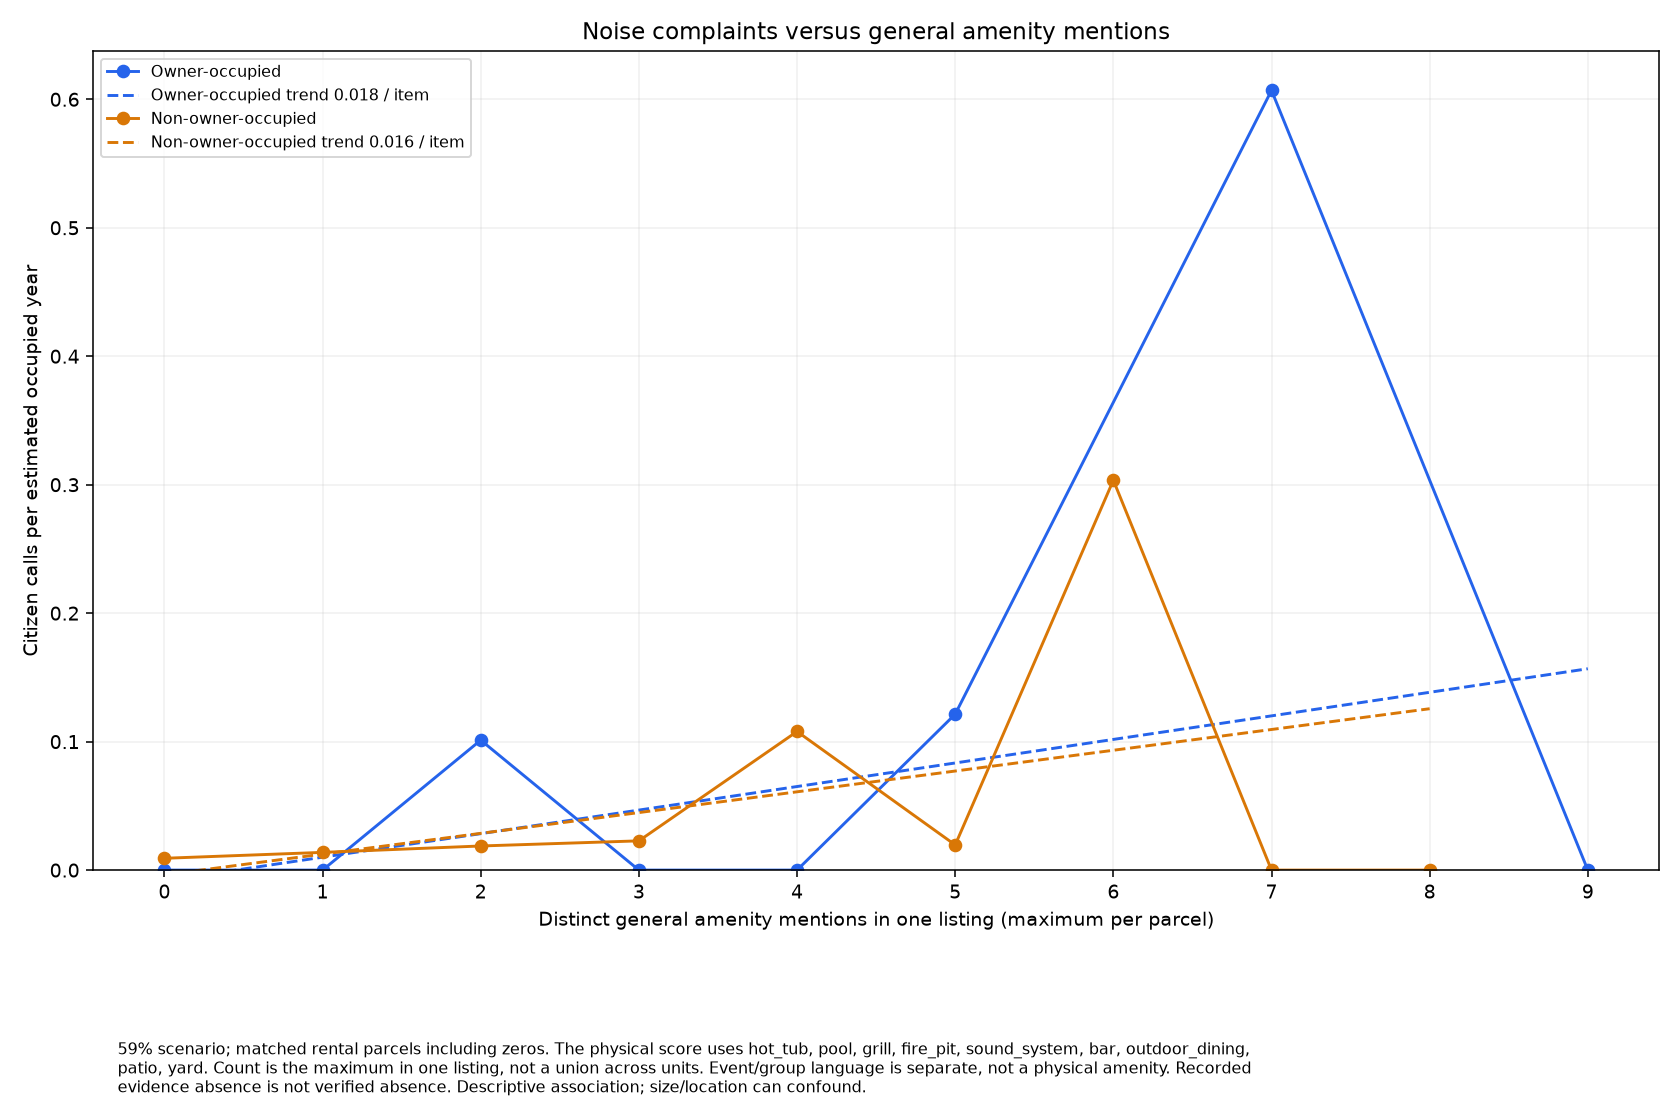 Noise complaints versus general amenity mentions
Owner-occupied
Owner-occupied trend 0.018 / item
Non-owner-occupied
Non-owner-occupied trend 0.016 / item
0.6
0.5
0.4
0.3
0.2
0.1
0.0
Citizen calls per estimated occupied year
0 1 2 3 4 5 6 7 8 9
Distinct general amenity mentions in one listing (maximum per parcel)
59% scenario; matched rental parcels including zeros. The physical score uses hot_tub, pool, grill, fire_pit, sound_system, bar, outdoor_dining,
patio, yard. Count is the maximum in one listing, not a union across units. Event/group language is separate, not a physical amenity. Recorded
evidence absence is not verified absence. Descriptive association; size/location can confound.